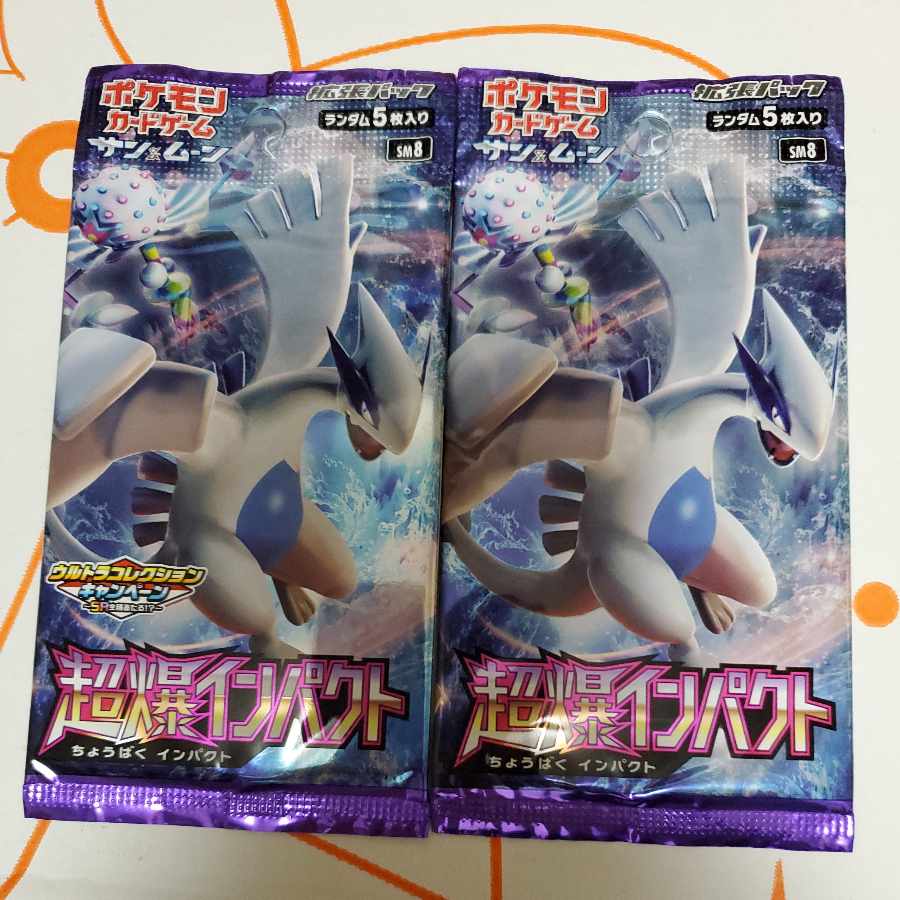 ポケモン
カードゲーム
サン&ムーン
拡張パック
ランダム5枚入り
SM8
ウルトラコレクション
キャンペーン
超爆インパクト
ちょうばく インパクト
ポケモン
カードゲーム
サン&ムーン
拡張パック
ランダム5枚入り
SM8
超爆インパクト
ちょうばく インパクト